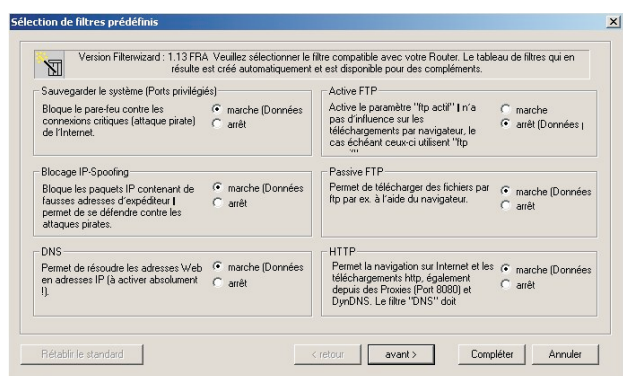 Sélection de filtres prédéfinis
Version Filterwizard : 1.13 FRA Veuillez sélectionner le filtre compatible avec votre Router. Le tableau de filtres qui en
résulte est créé automatiquement et est disponible pour des compléments.
Sauvegarder le système (Ports privilégiés)
Bloque le pare-feu contre les
connexions critiques (attaque pirate)
de l'Internet.
marche (Données
arrêt
Active FTP
Active le paramètre "ftp actif" Il n'a
pas d'influence sur les
téléchargements par navigateur, le
cas échéant ceux-ci utilisent "ftp
marche
arrêt (Données
Blocage IP-Spoofing
Bloque les paquets IP contenant de
fausses adresses d'expéditeur
permet de se défendre contre les
attaques pirates.
marche (Données
arrêt
Passive FTP
Permet de télécharger des fichiers par
ftp par ex. à l'aide du navigateur.
marche (Données
arrêt
DNS
Permet de résoudre les adresses Web
en adresses IP (à activer absolument
!).
marche (Données
arrêt
HTTP
Permet la navigation sur Internet et les
téléchargements http, également
depuis des Proxies (Port 8080) et
DynDNS. Le filtre "DNS" doit
marche (Données
arrêt
Rétablir le standard
< retour
avant >
Compléter
Annuler